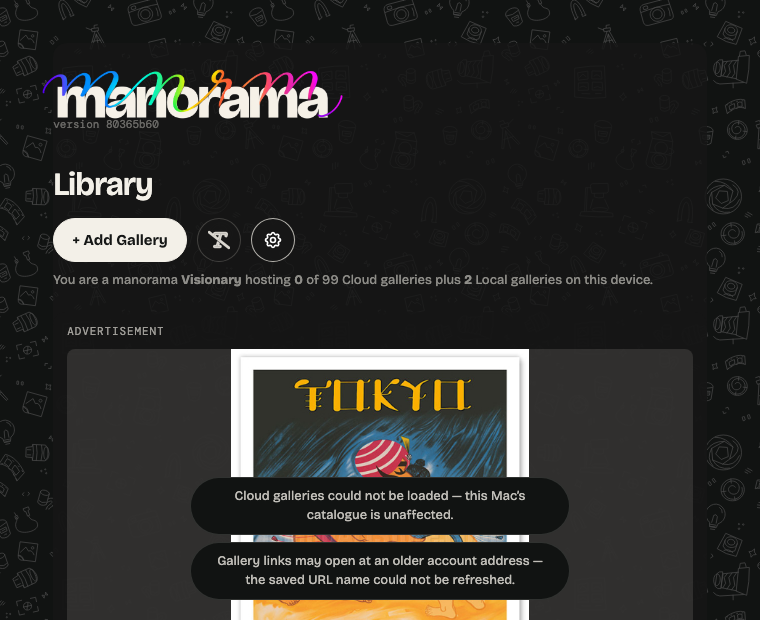 manorama
version 80365b60
Library
+ Add Gallery
You are a manorama Visionary hosting 0 of 99 Cloud galleries plus 2 Local galleries on this device.
ADVERTISEMENT
TOKYO
Cloud galleries could not be loaded — this Mac's
catalogue is unaffected.
Gallery links may open at an older account address —
the saved URL name could not be refreshed.